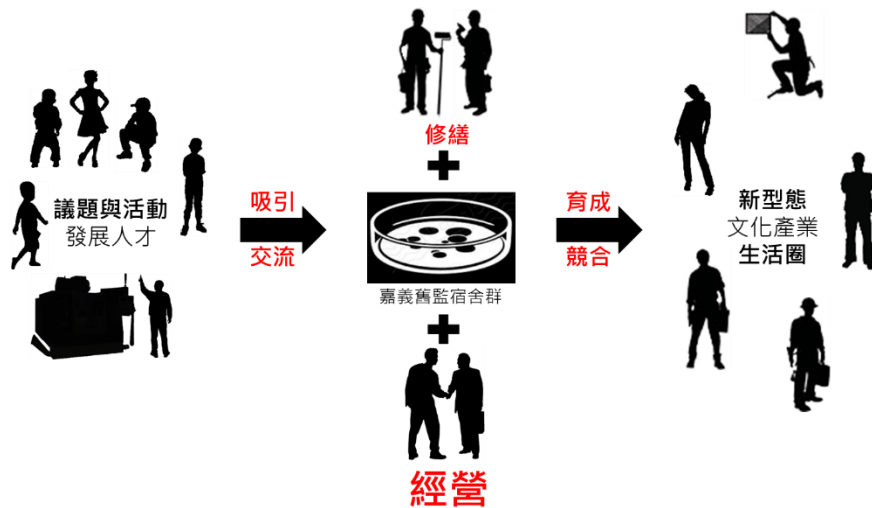 議題與活動
發展人才
吸引
交流
修繕
嘉義舊監宿舍群
經營
育成
競合
新型態
文化產業
生活圈